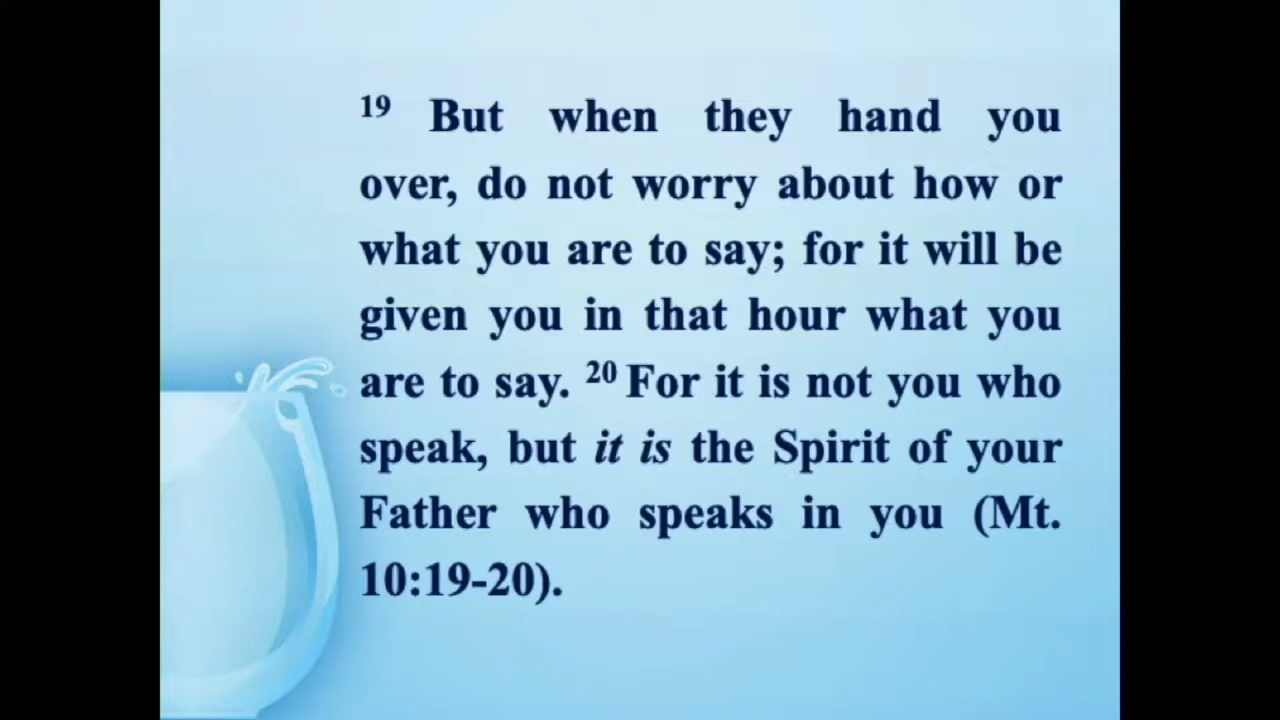 19 But when they hand you
over, do not worry about how or
what you are to say; for it will be
given you in that hour what you
are to say. 20 For it is not you who
speak, but it is the Spirit of your
Father who speaks in you (Mt.
10:19-20).